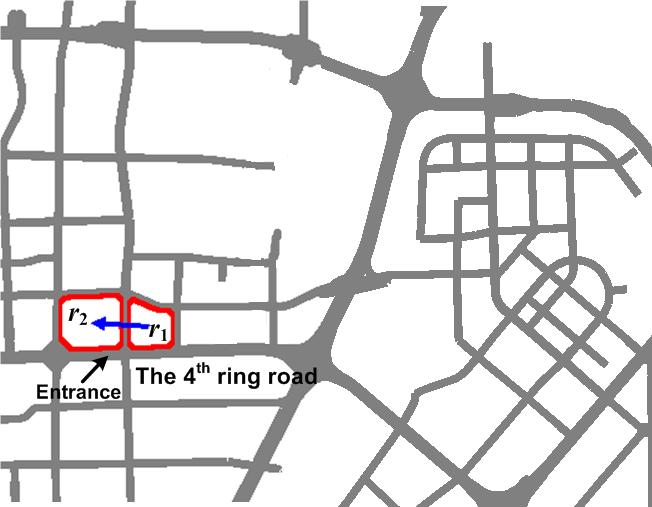 r2
r1
The 4th ring road
Entrance